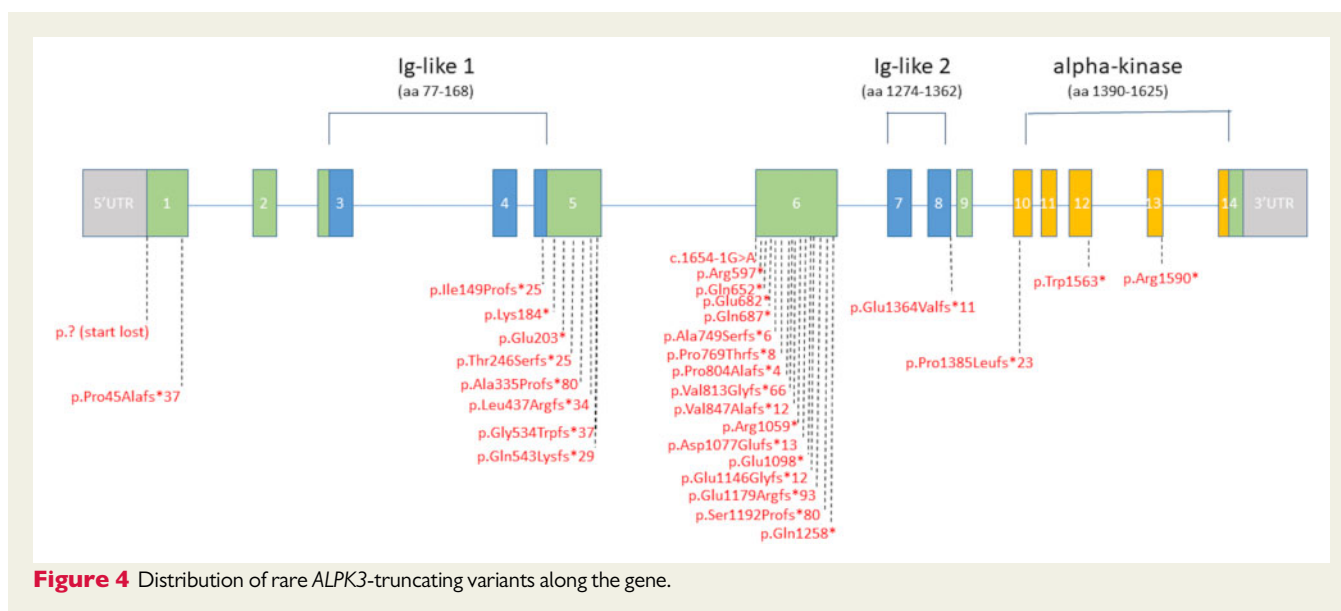 Ig-like 1
(aa 77-168)
Ig-like 2
(aa 1274-1362)
alpha-kinase
(aa 1390-1625)
5'UTR 1 2 3 4 5 6 7 8 9 10 11 12 13 14 3'UTR
p.? (start lost)
p.Pro45Alafs*37
p.Ile149Profs*25
p.Lys184*
p.Glu203*
p.Thr246Serfs*25
p.Ala335Profs*80
p.Leu437Argfs*34
p.Gly534Trpfs*37
p.Gln543Lysfs*29
c.1654-1G>A
p.Arg597*
p.Gln652*
p.Glu682*
p.Gln687*
p.Ala749Serfs*6
p.Pro769Thrfs*8
p.Pro804Alafs*4
p.Val813Glyfs*66
p.Val847Alafs*12
p.Arg1059*
p.Asp1077Glufs*13
p.Glu1098*
p.Glu1146Glyfs*12
p.Glu1179Argfs*93
p.Ser1192Profs*80
p.Gln1258*
p.Glu1364Valfs*11
p.Pro1385Leufs*23
p.Trp1563*
p.Arg1590*
Figure 4 Distribution of rare ALPK3-truncating variants along the gene.